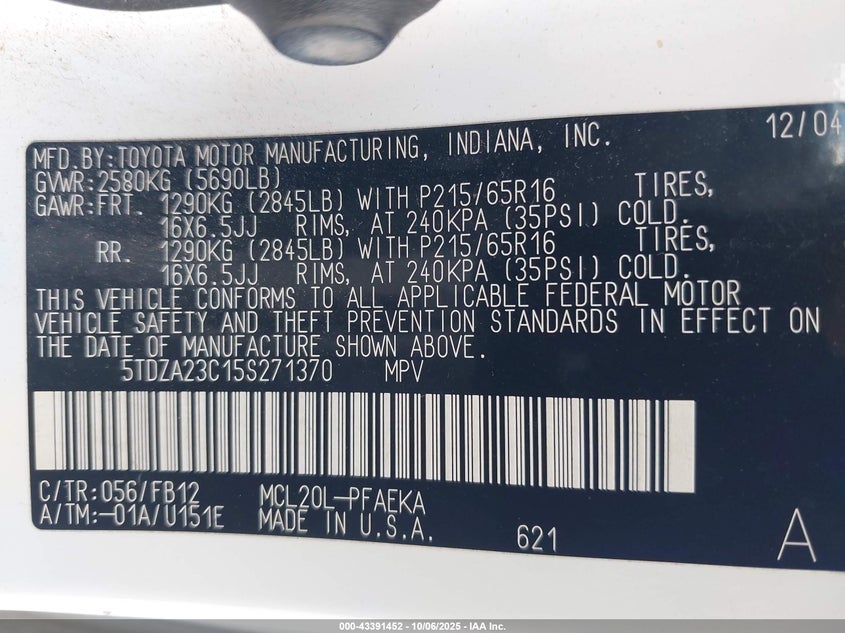 MFD.BY:TOYOTA MOTOR MANUFACTURING, INDIANA, INC. 12/04
GVWR:2580KG (5690LB)
GAWR:FRT. 1290KG (2845LB) WITH P215/65R16 TIRES,
16X6.5JJ RIMS, AT 240KPA (35PSI) COLD.
RR. 1290KG (2845LB) WITH P215/65R16 TIRES,
16X6.5JJ RIMS, AT 240KPA (35PSI) COLD.
THIS VEHICLE CONFORMS TO ALL APPLICABLE FEDERAL MOTOR
VEHICLE SAFETY AND THEFT PREVENTION STANDARDS IN EFFECT ON
THE DATE OF MANUFACTURE SHOWN ABOVE.
5TDZA23C15S271370 MPV
C/TR:056/FB12 MCL20L-PFAEKA
A/TM:-01A/U151E MADE IN U.S.A. 621 A
000-43391452 - 10/06/2025 - IAA Inc.